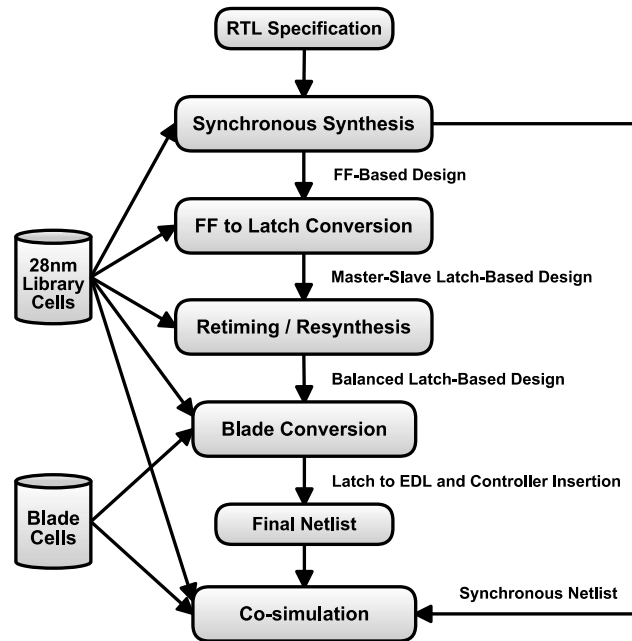 RTL Specification
Synchronous Synthesis
FF-Based Design
FF to Latch Conversion
28nm
Library
Cells
Master-Slave Latch-Based Design
Retiming / Resynthesis
Balanced Latch-Based Design
Blade Conversion
Latch to EDL and Controller Insertion
Blade
Cells
Final Netlist
Synchronous Netlist
Co-simulation